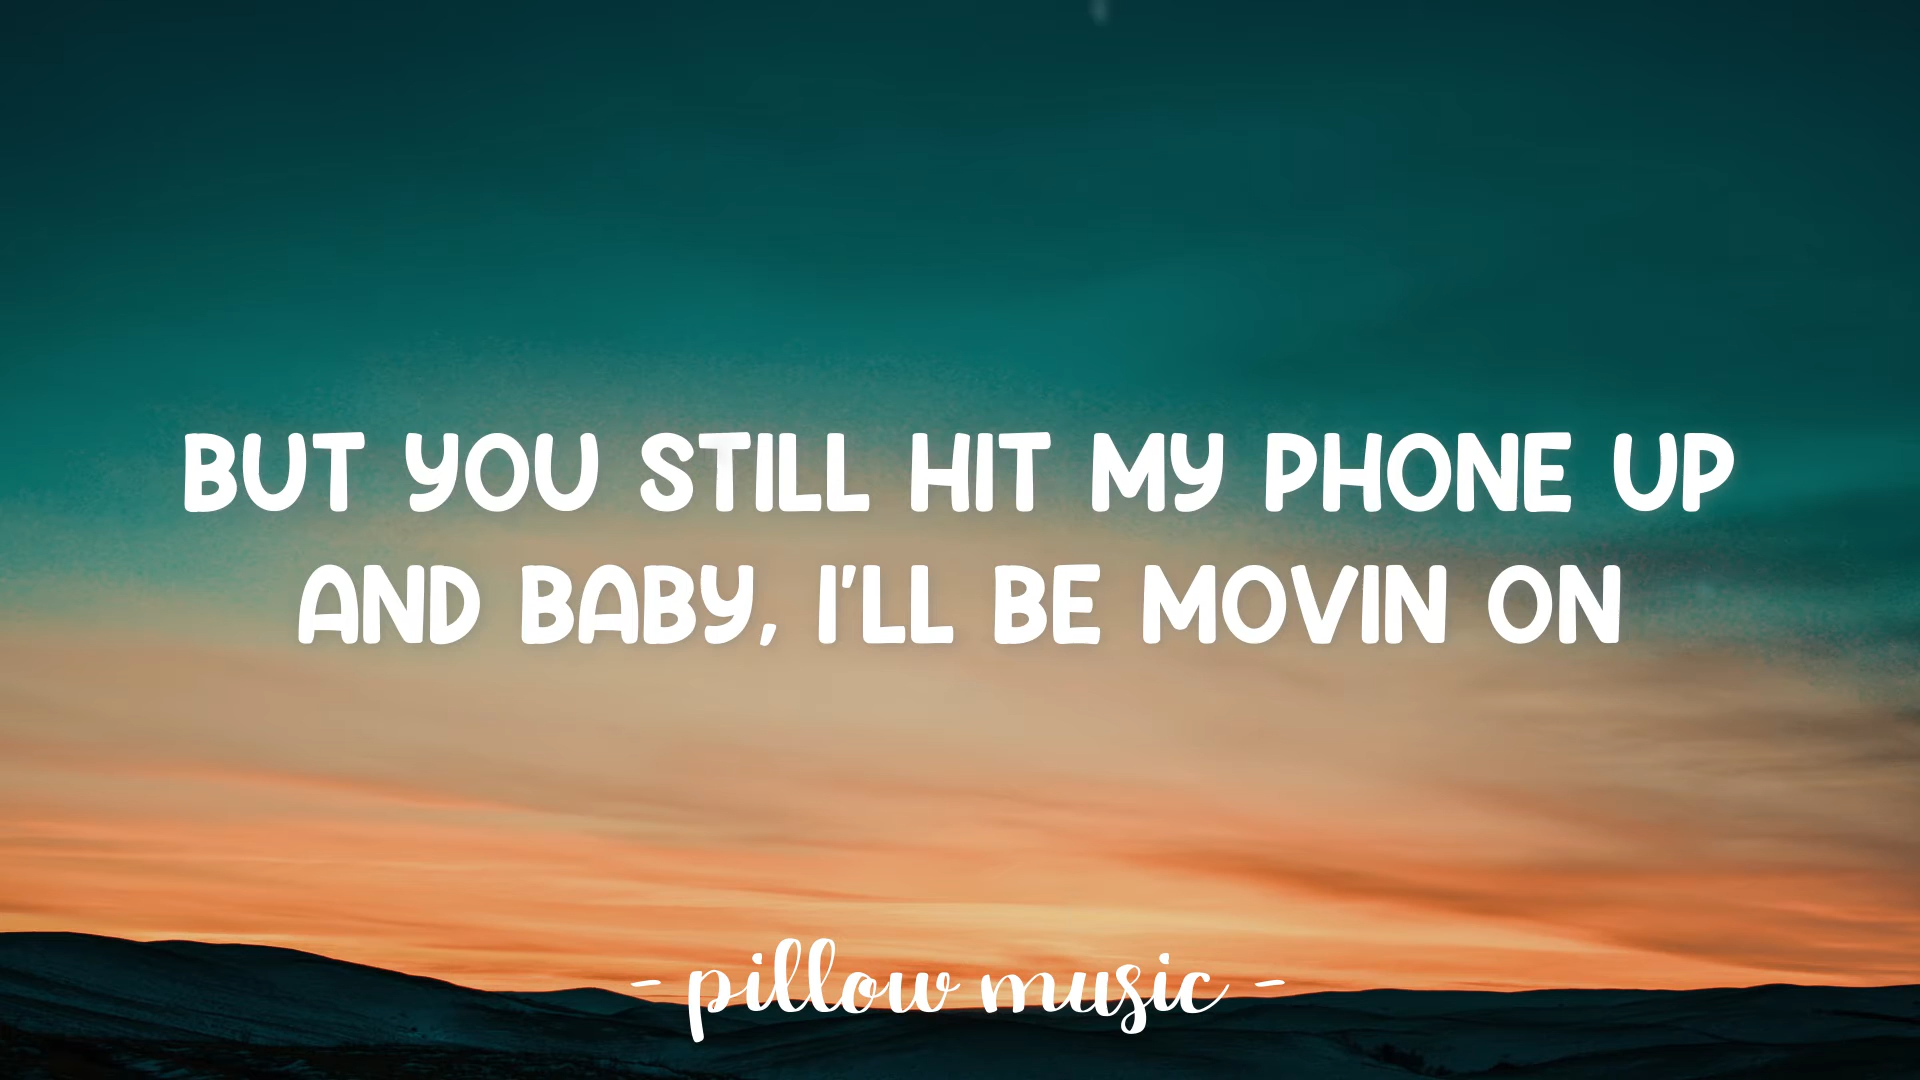 BUT YOU STILL HIT MY PHONE UP
AND BABY, I'LL BE MOVIN ON
- pillow music -